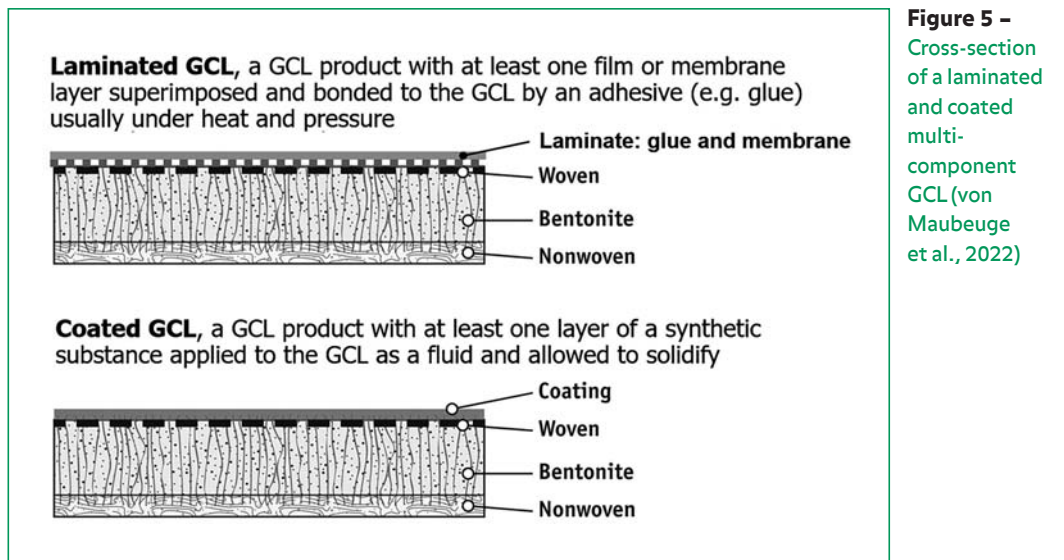 Laminated GCL, a GCL product with at least one film or membrane
layer superimposed and bonded to the GCL by an adhesive (e.g. glue)
usually under heat and pressure
Laminate: glue and membrane
Woven
Bentonite
Nonwoven
Coated GCL, a GCL product with at least one layer of a synthetic
substance applied to the GCL as a fluid and allowed to solidify
Coating
Woven
Bentonite
Nonwoven
Figure 5 –
Cross-section
of a laminated
and coated
multi-
component
GCL (von
Maubeuge
et al., 2022)